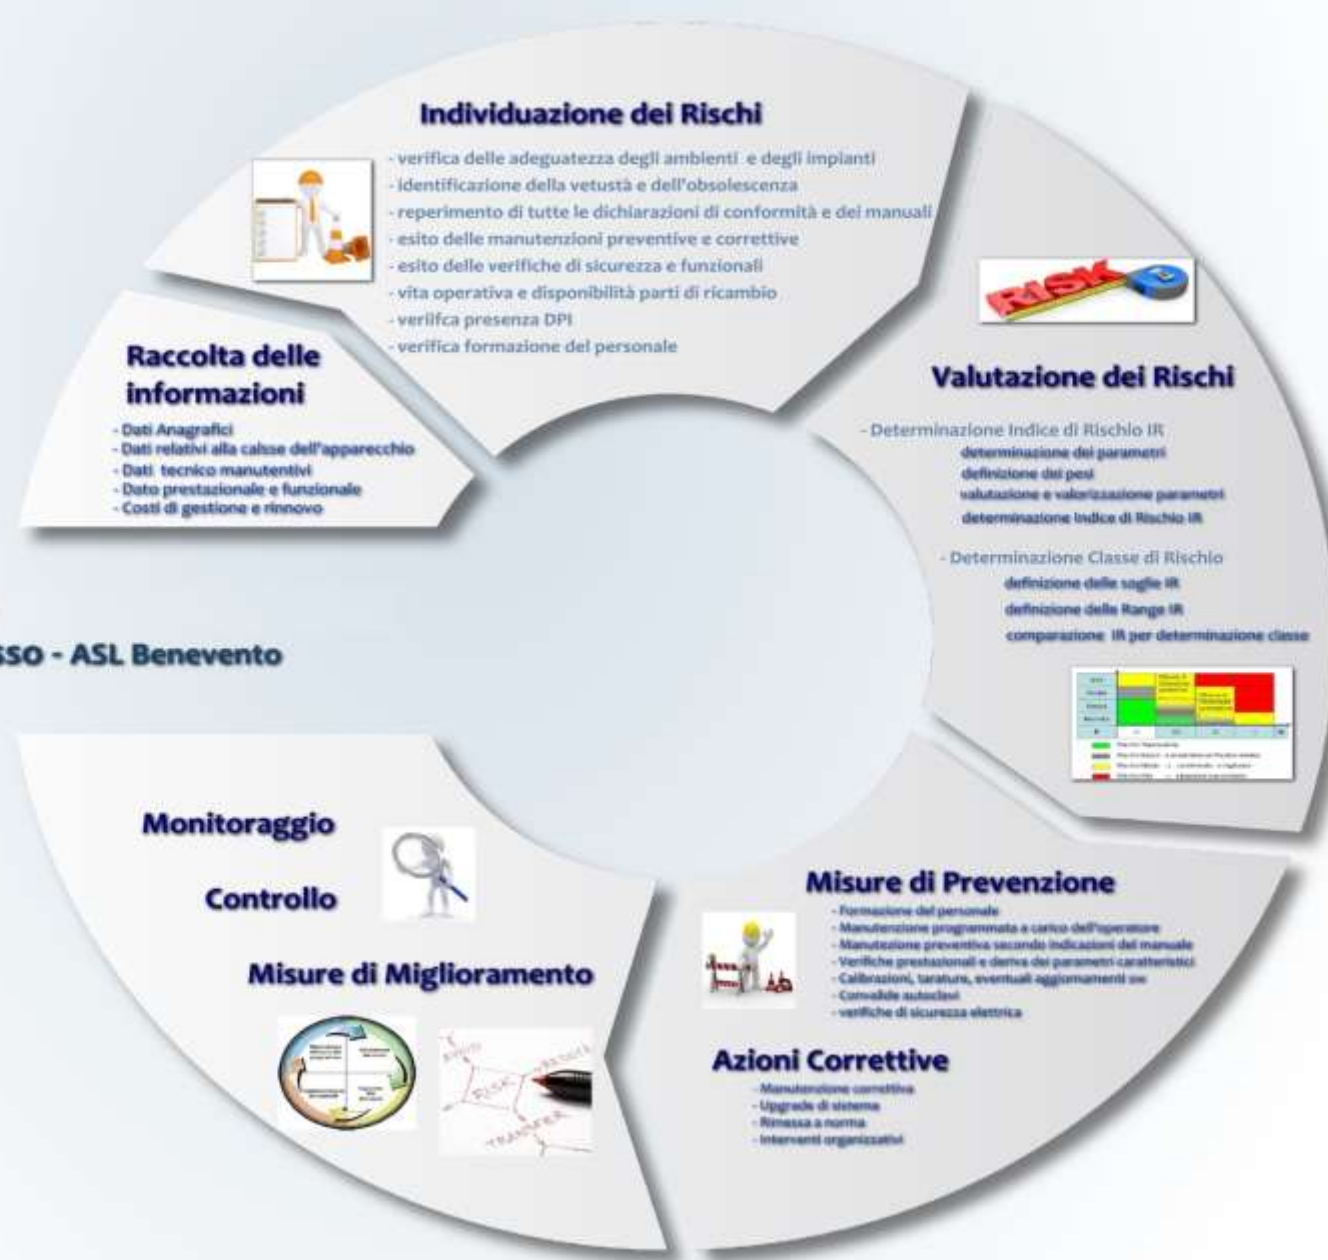 Individuazione dei Rischi
- verifica delle adeguatezza degli ambienti e degli impianti
- identificazione della vetustà e dell'obsolescenza
- reperimento di tutte le dichiarazioni di conformità e dei manuali
- esito delle manutenzioni preventive e correttive
- esito delle verifiche di sicurezza e funzionali
- vita operativa e disponibilità parti di ricambio
- veriifca presenza DPI
- verifica formazione del personale
Raccolta delle
informazioni
- Dati Anagrafici
- Dati relativi alla calsse dell'apparecchio
- Dati tecnico manutentivi
- Dato prestazionale e funzionale
- Costi di gestione e rinnovo
RISK
Valutazione dei Rischi
- Determinazione Indice di Rischio IR
determinazione dei parametri
definizione dei pesi
valutazione e valorizzazione parametri
determinazione Indice di Rischio IR
- Determinazione Classe di Rischio
definizione delle soglie IR
definizione delle Range IR
comparazione IR per determinazione classe
sso - ASL Benevento
Misure di Prevenzione
- Formazione del personale
- Manutenzione programmata a carico dell'operatore
- Manutezione preventiva secondo indicazioni del manuale
- Verifiche prestazionali e deriva dei parametri caratteristici
- Calibrazioni, tarature, eventuali aggiornamenti sw
- Convalide autoclavi
- verifiche di sicurezza elettrica
Azioni Correttive
- Manutenzione correttiva
- Upgrade di sistema
- Rimessa a norma
- Interventi organizzativi
Monitoraggio
Controllo
Misure di Miglioramento
AVOID
RISK
TRANSFER